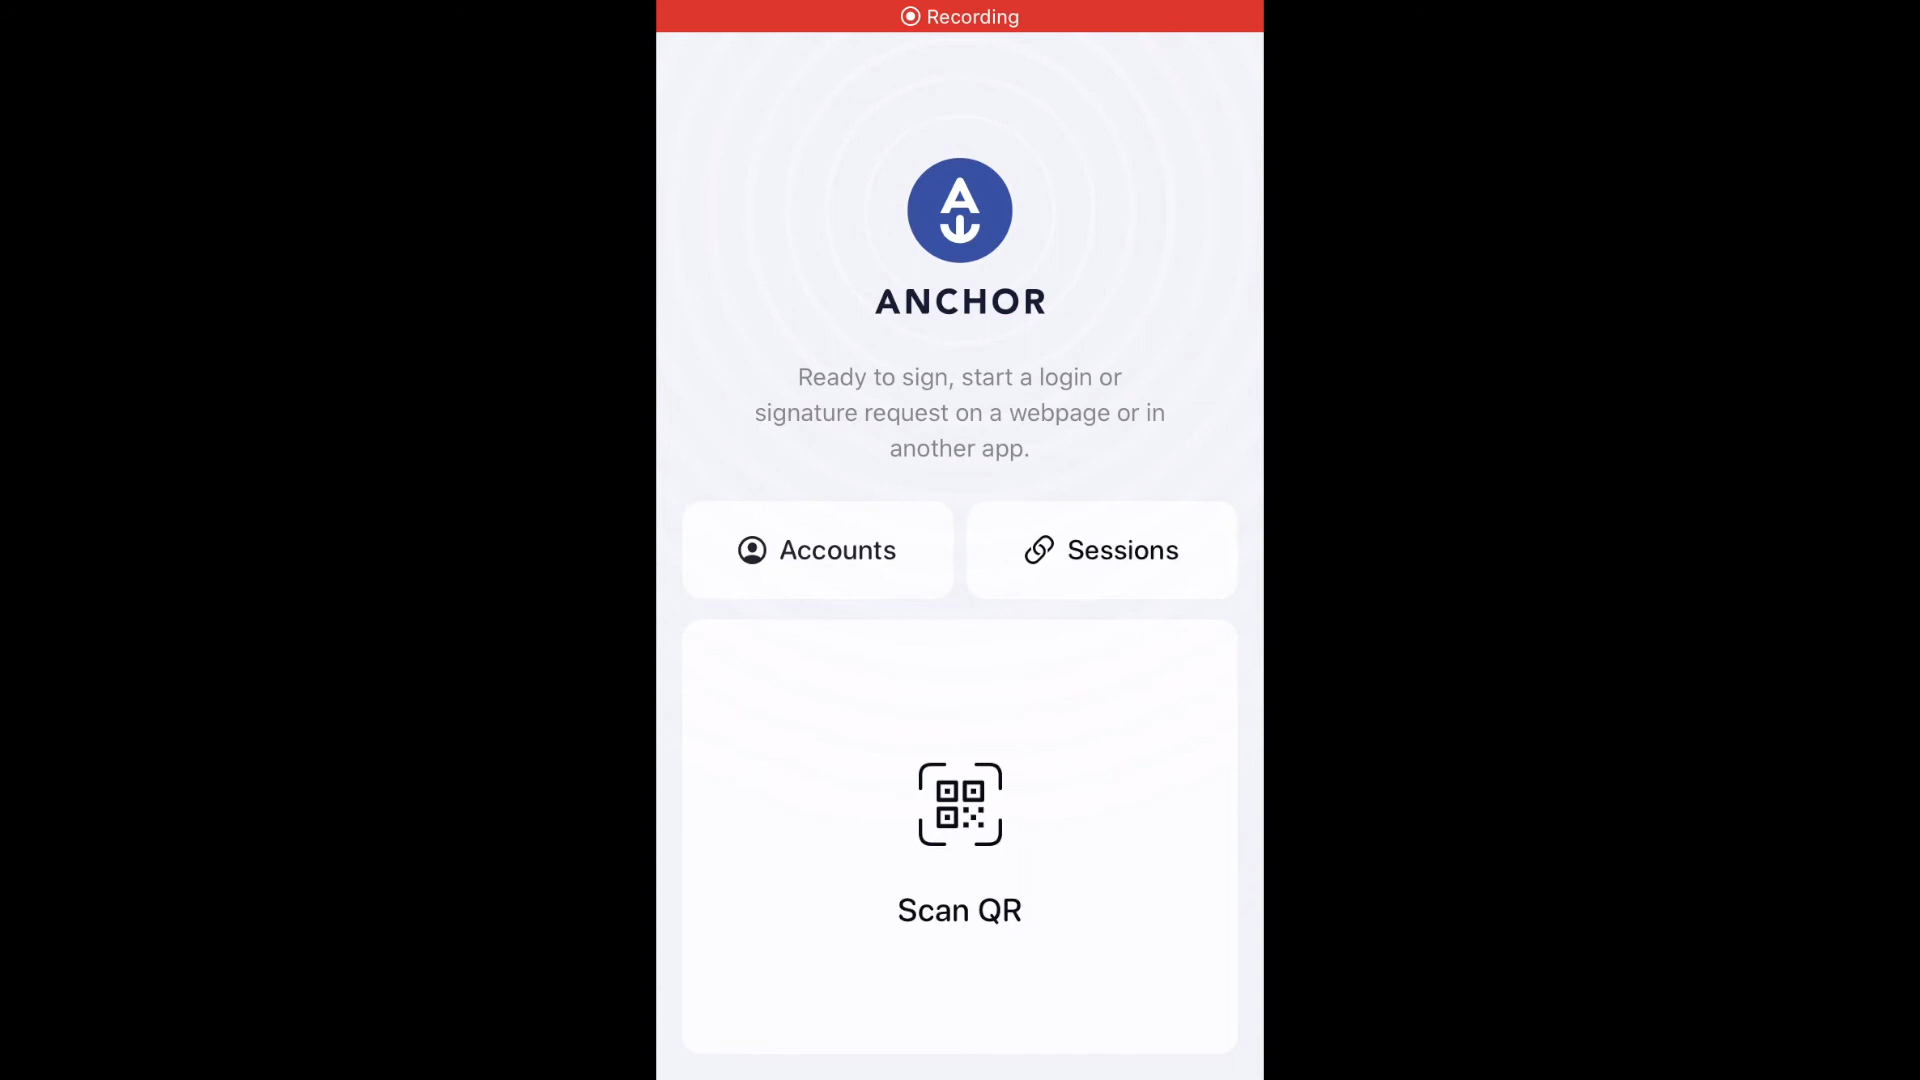 Recording
ANCHOR
Ready to sign, start a login or
signature request on a webpage or in
another app.
Accounts
Sessions
Scan QR